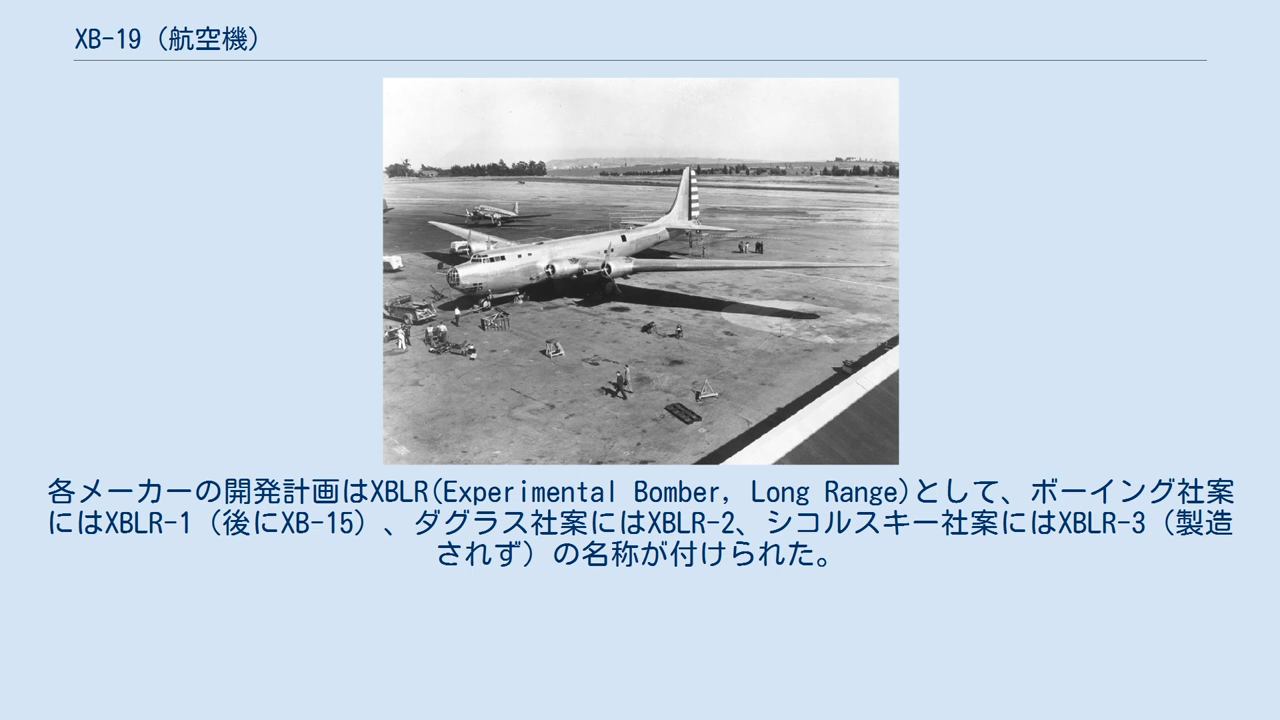 XB-19（航空機）
各メーカーの開発計画はXBLR(Experimental Bomber, Long Range)として、ボーイング社案
にはXBLR-1（後にXB-15）、ダグラス社案にはXBLR-2、シコルスキー社案にはXBLR-3（製造
されず）の名称が付けられた。